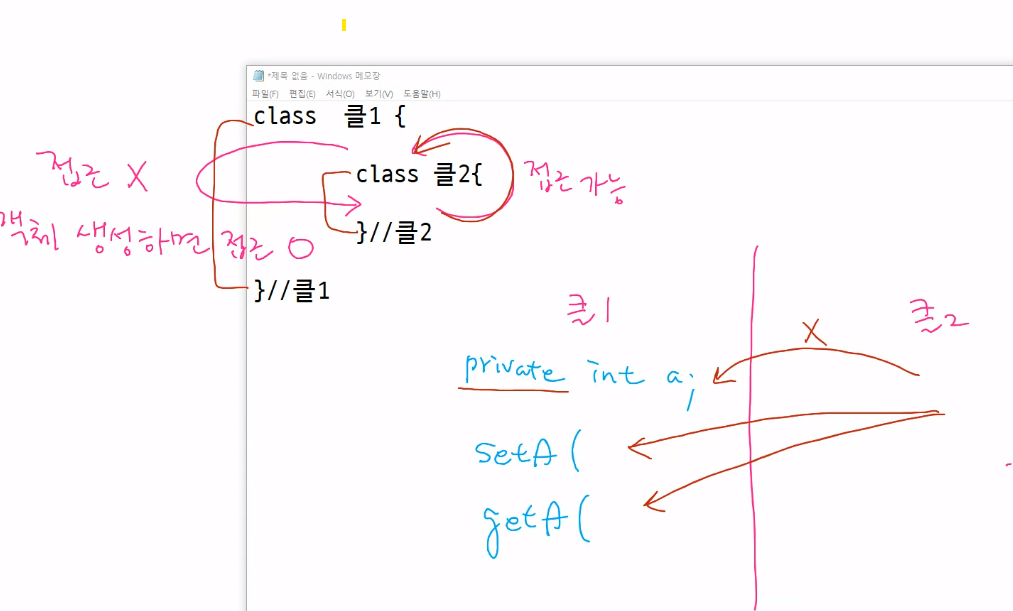 *제목 없음 - Windows 메모장
파일(F) 편집(E) 서식(O) 보기(V) 도움말(H)
class 클1 {
class 클2{
}//클2
}//클1
접근 X
객체 생성하면 접근 O
접근 가능
클1
클2
X
private int a;
setA (
getA (